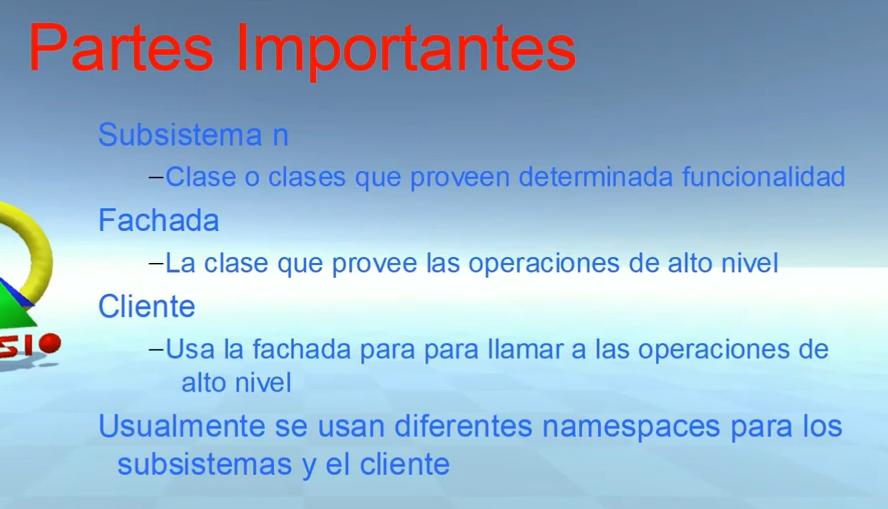 Partes Importantes
Subsistema n
–Clase o clases que proveen determinada funcionalidad
Fachada
–La clase que provee las operaciones de alto nivel
Cliente
–Usa la fachada para para llamar a las operaciones de
alto nivel
Usualmente se usan diferentes namespaces para los
subsistemas y el cliente